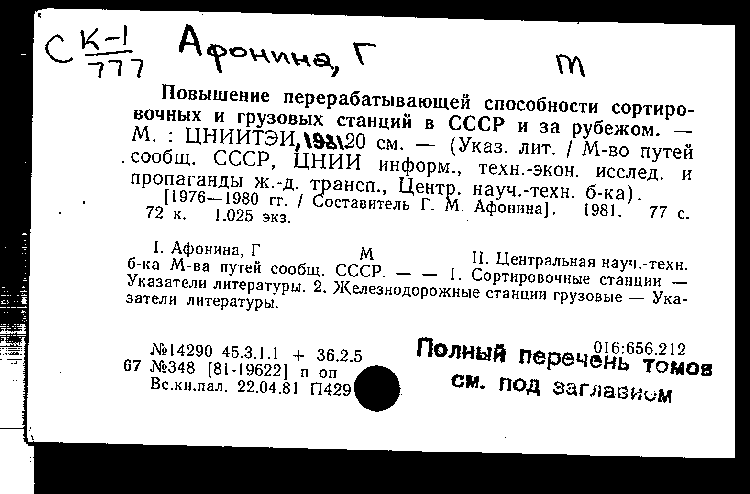 С К-1
777
Афонина, Г М
Повышение перерабатывающей способности сортиро-
вочных и грузовых станций в СССР и за рубежом. —
М. : ЦНИИТЭИ, 1981. 20 см. — (Указ. лит. / М-во путей
сообщ. СССР, ЦНИИ информ., техн.-экон. исслед. и
пропаганды ж.-д. трансп., Центр. науч.-техн. б-ка).
[1976—1980 гг. / Составитель Г. М. Афонина]. 1981. 77 с.
72 к. 1.025 экз.
I. Афонина, Г М II. Центральная науч.-техн.
б-ка М-ва путей сообщ. СССР. — — 1. Сортировочные станции —
Указатели литературы. 2. Железнодорожные станции грузовые — Ука-
затели литературы.
016:656.212
№14290 45.3.1.1 + 36.2.5
67 №348 [81-19622] п оп
Вс.кн.пал. 22.04.81 П429
Полный перечень томов
см. под заглавием